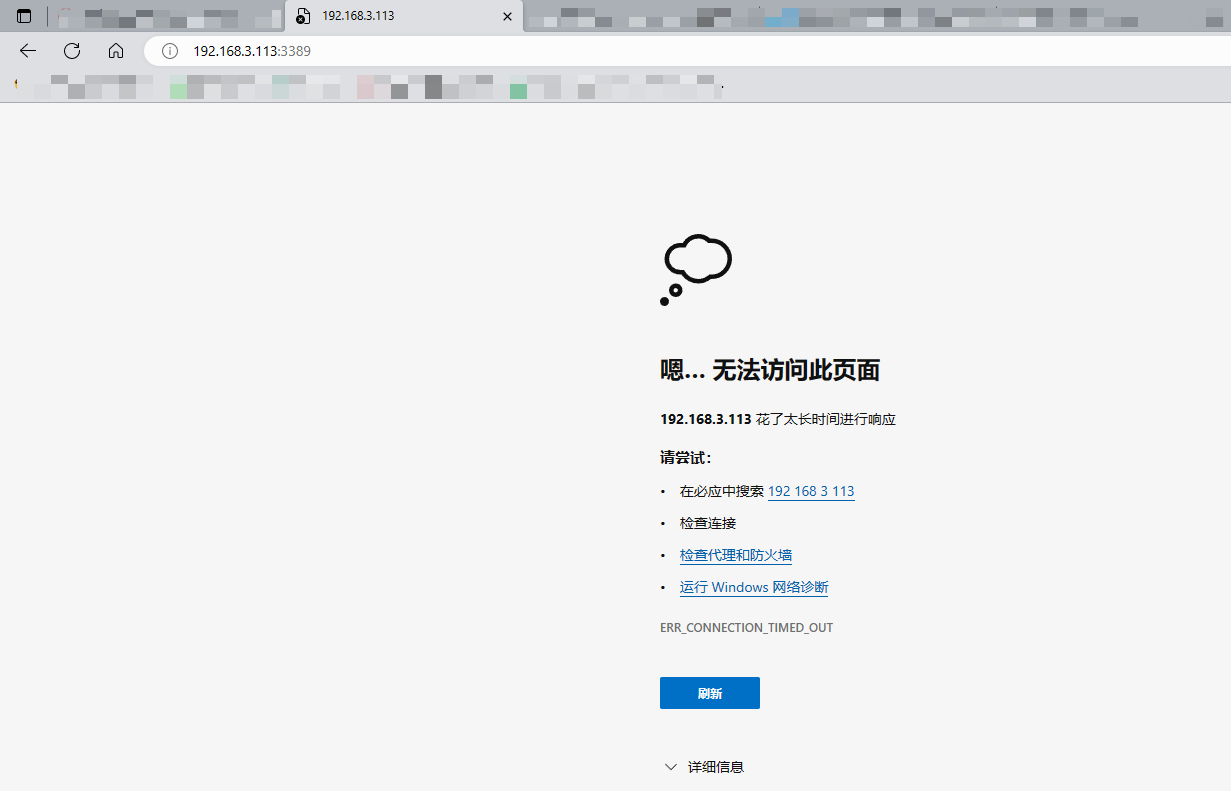 192.168.3.113
192.168.3.113:3389
嗯… 无法访问此页面
192.168.3.113 花了太长时间进行响应
请尝试：
• 在必应中搜索 192 168 3 113
• 检查连接
• 检查代理和防火墙
• 运行 Windows 网络诊断
ERR_CONNECTION_TIMED_OUT
刷新
详细信息